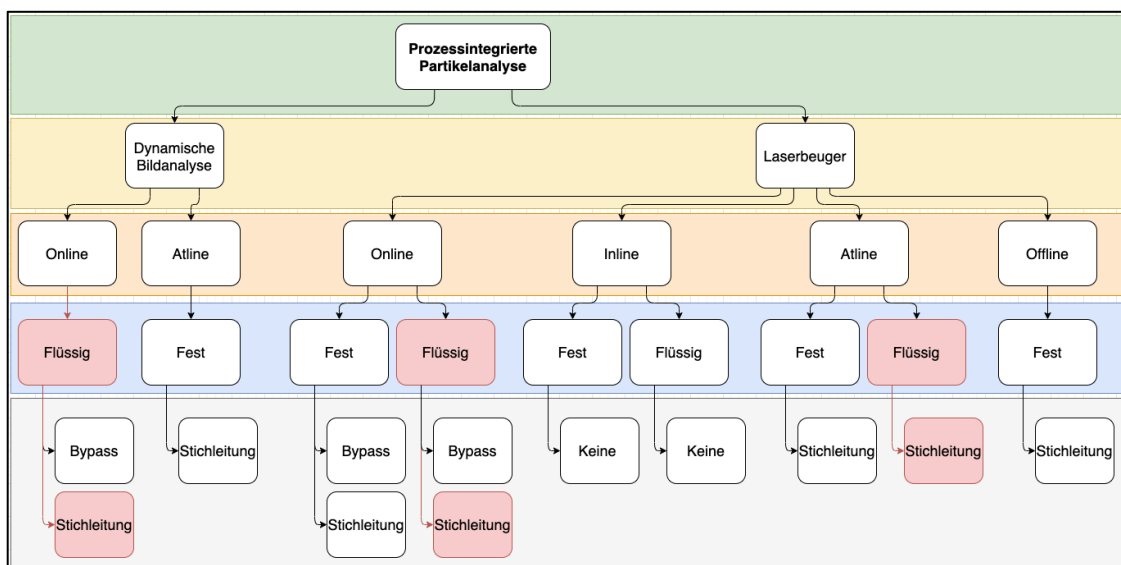 Prozessintegrierte
Partikelanalyse
Dynamische
Bildanalyse
Laserbeuger
Online
Atline
Online
Inline
Atline
Offline
Flüssig
Fest
Fest
Flüssig
Fest
Flüssig
Fest
Flüssig
Fest
Bypass
Stichleitung
Bypass
Bypass
Keine
Keine
Stichleitung
Stichleitung
Stichleitung
Stichleitung
Stichleitung
Stichleitung